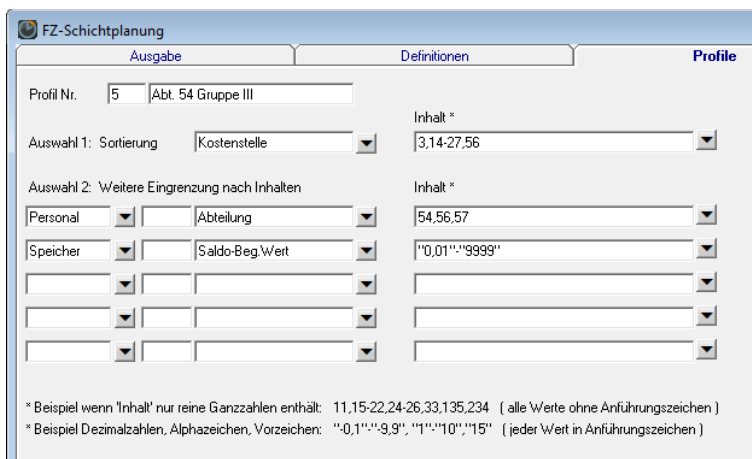 FZ-Schichtplanung
Ausgabe Definitionen Profile
Profil Nr. 5 Abt. 54 Gruppe III
Inhalt *
Auswahl 1: Sortierung Kostenstelle 3,14-27,56
Auswahl 2: Weitere Eingrenzung nach Inhalten Inhalt *
Personal Abteilung 54,56,57
Speicher Saldo-Beg.Wert "0,01"-"9999"
* Beispiel wenn 'Inhalt' nur reine Ganzzahlen enthält: 11,15-22,24-26,33,135,234 ( alle Werte ohne Anführungszeichen )
* Beispiel Dezimalzahlen, Alphazeichen, Vorzeichen: "-0,1"-"-9,9", "1"-"10","15" ( jeder Wert in Anführungszeichen )